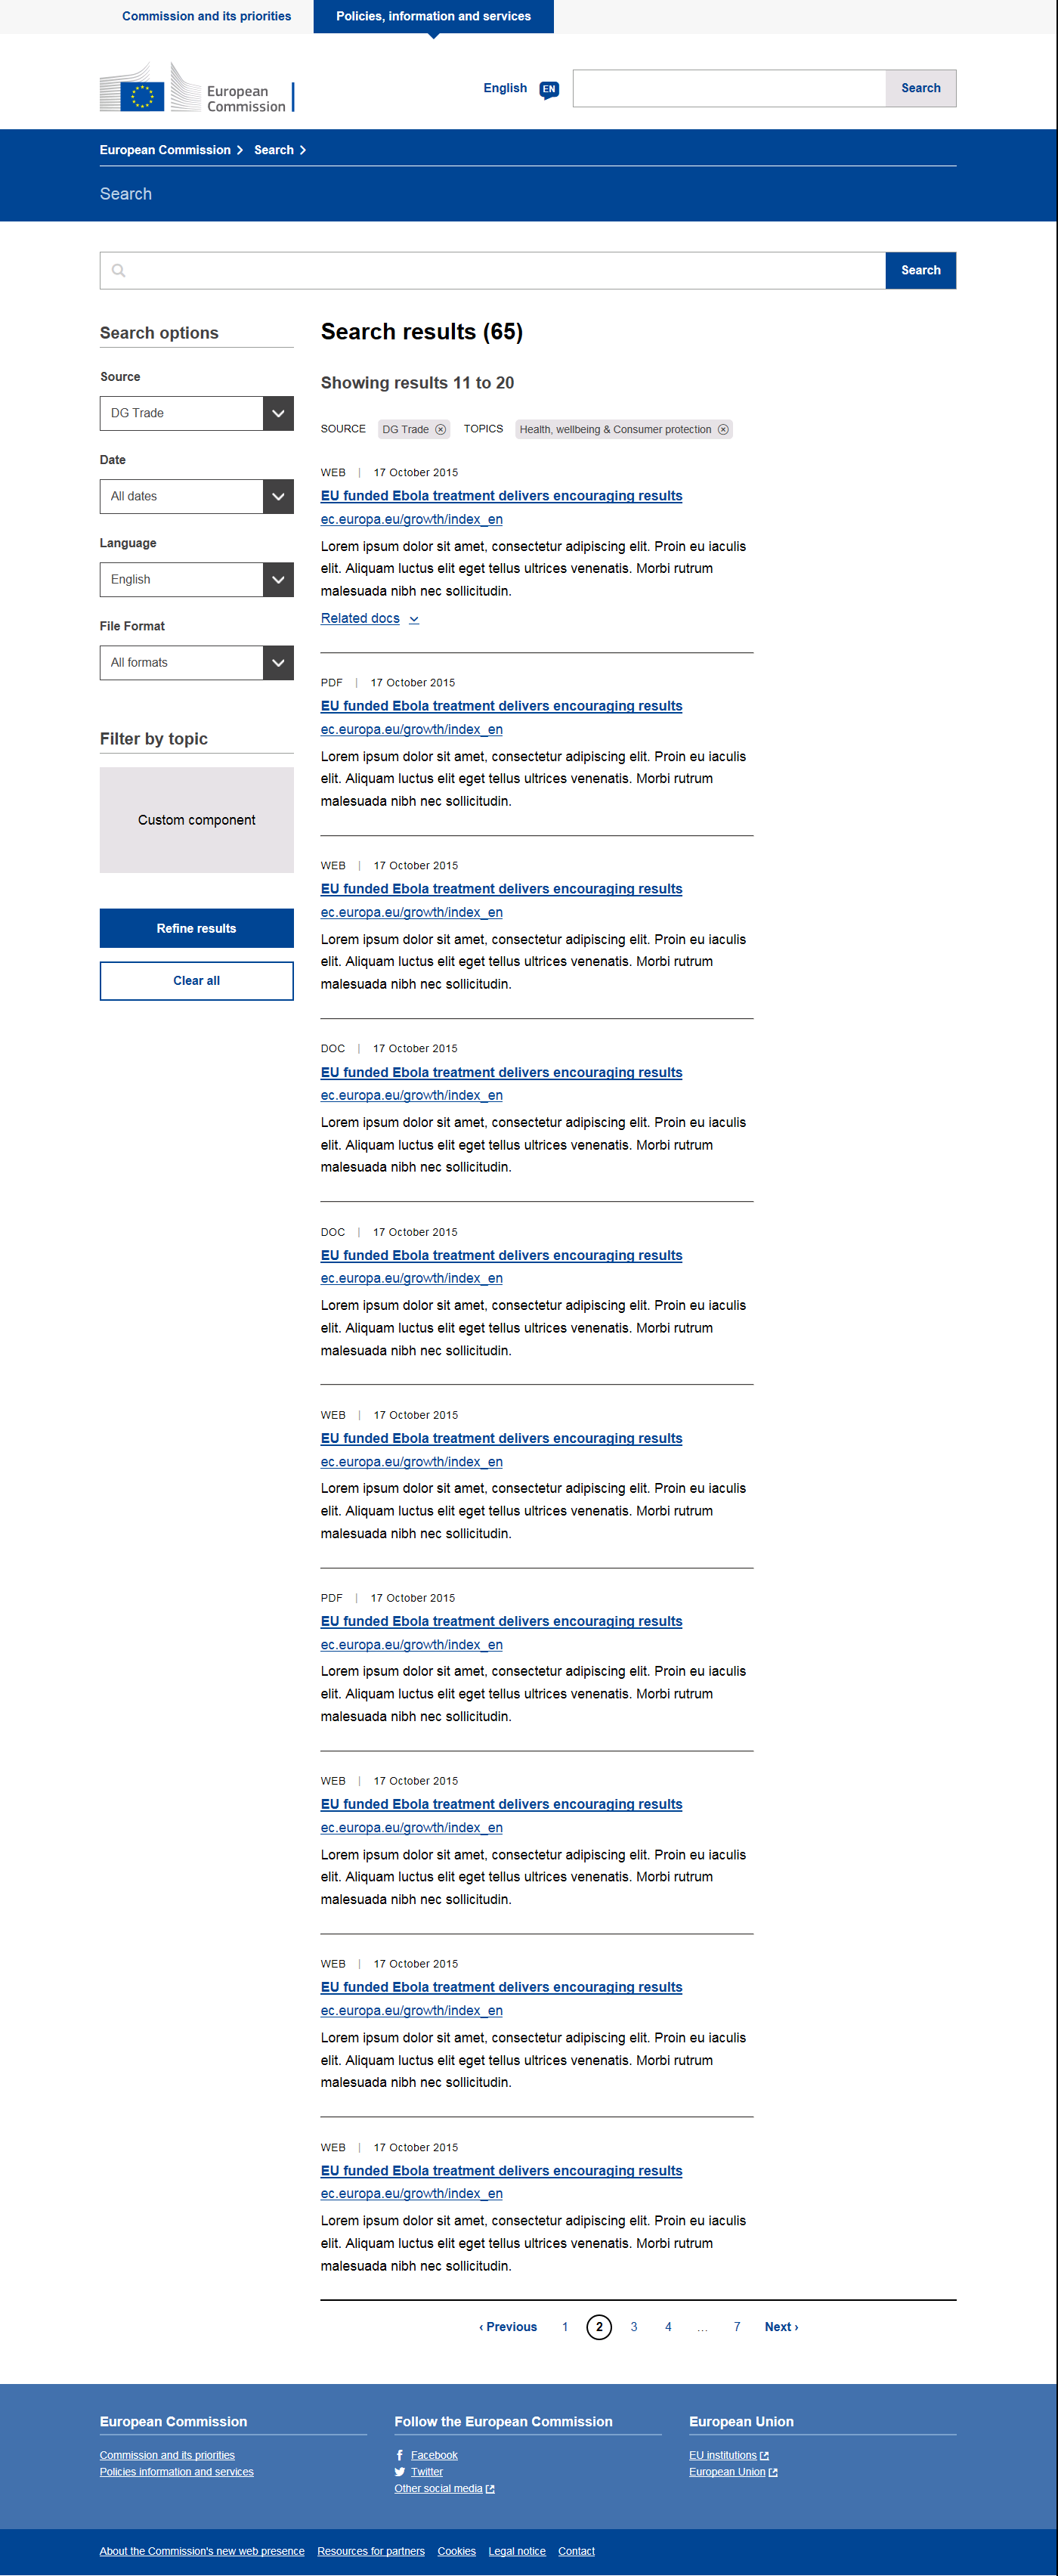 Commission and its priorities
Policies, information and services
European
Commission
English EN
Search
European Commission > Search >
Search
Search
Search options
Source
DG Trade
Date
All dates
Language
English
File Format
All formats
Filter by topic
Custom component
Refine results
Clear all
Search results (65)
Showing results 11 to 20
SOURCE DG Trade TOPICS Health, wellbeing & Consumer protection
WEB | 17 October 2015
EU funded Ebola treatment delivers encouraging results
ec.europa.eu/growth/index_en
Lorem ipsum dolor sit amet, consectetur adipiscing elit. Proin eu iaculis
elit. Aliquam luctus elit eget tellus ultrices venenatis. Morbi rutrum
malesuada nibh nec sollicitudin.
Related docs
PDF | 17 October 2015
EU funded Ebola treatment delivers encouraging results
ec.europa.eu/growth/index_en
Lorem ipsum dolor sit amet, consectetur adipiscing elit. Proin eu iaculis
elit. Aliquam luctus elit eget tellus ultrices venenatis. Morbi rutrum
malesuada nibh nec sollicitudin.
WEB | 17 October 2015
EU funded Ebola treatment delivers encouraging results
ec.europa.eu/growth/index_en
Lorem ipsum dolor sit amet, consectetur adipiscing elit. Proin eu iaculis
elit. Aliquam luctus elit eget tellus ultrices venenatis. Morbi rutrum
malesuada nibh nec sollicitudin.
DOC | 17 October 2015
EU funded Ebola treatment delivers encouraging results
ec.europa.eu/growth/index_en
Lorem ipsum dolor sit amet, consectetur adipiscing elit. Proin eu iaculis
elit. Aliquam luctus elit eget tellus ultrices venenatis. Morbi rutrum
malesuada nibh nec sollicitudin.
DOC | 17 October 2015
EU funded Ebola treatment delivers encouraging results
ec.europa.eu/growth/index_en
Lorem ipsum dolor sit amet, consectetur adipiscing elit. Proin eu iaculis
elit. Aliquam luctus elit eget tellus ultrices venenatis. Morbi rutrum
malesuada nibh nec sollicitudin.
WEB | 17 October 2015
EU funded Ebola treatment delivers encouraging results
ec.europa.eu/growth/index_en
Lorem ipsum dolor sit amet, consectetur adipiscing elit. Proin eu iaculis
elit. Aliquam luctus elit eget tellus ultrices venenatis. Morbi rutrum
malesuada nibh nec sollicitudin.
PDF | 17 October 2015
EU funded Ebola treatment delivers encouraging results
ec.europa.eu/growth/index_en
Lorem ipsum dolor sit amet, consectetur adipiscing elit. Proin eu iaculis
elit. Aliquam luctus elit eget tellus ultrices venenatis. Morbi rutrum
malesuada nibh nec sollicitudin.
WEB | 17 October 2015
EU funded Ebola treatment delivers encouraging results
ec.europa.eu/growth/index_en
Lorem ipsum dolor sit amet, consectetur adipiscing elit. Proin eu iaculis
elit. Aliquam luctus elit eget tellus ultrices venenatis. Morbi rutrum
malesuada nibh nec sollicitudin.
WEB | 17 October 2015
EU funded Ebola treatment delivers encouraging results
ec.europa.eu/growth/index_en
Lorem ipsum dolor sit amet, consectetur adipiscing elit. Proin eu iaculis
elit. Aliquam luctus elit eget tellus ultrices venenatis. Morbi rutrum
malesuada nibh nec sollicitudin.
WEB | 17 October 2015
EU funded Ebola treatment delivers encouraging results
ec.europa.eu/growth/index_en
Lorem ipsum dolor sit amet, consectetur adipiscing elit. Proin eu iaculis
elit. Aliquam luctus elit eget tellus ultrices venenatis. Morbi rutrum
malesuada nibh nec sollicitudin.
‹ Previous 1 2 3 4 ... 7 Next ›
European Commission
Commission and its priorities
Policies information and services
Follow the European Commission
Facebook
Twitter
Other social media
European Union
EU institutions
European Union
About the Commission's new web presence Resources for partners Cookies Legal notice Contact